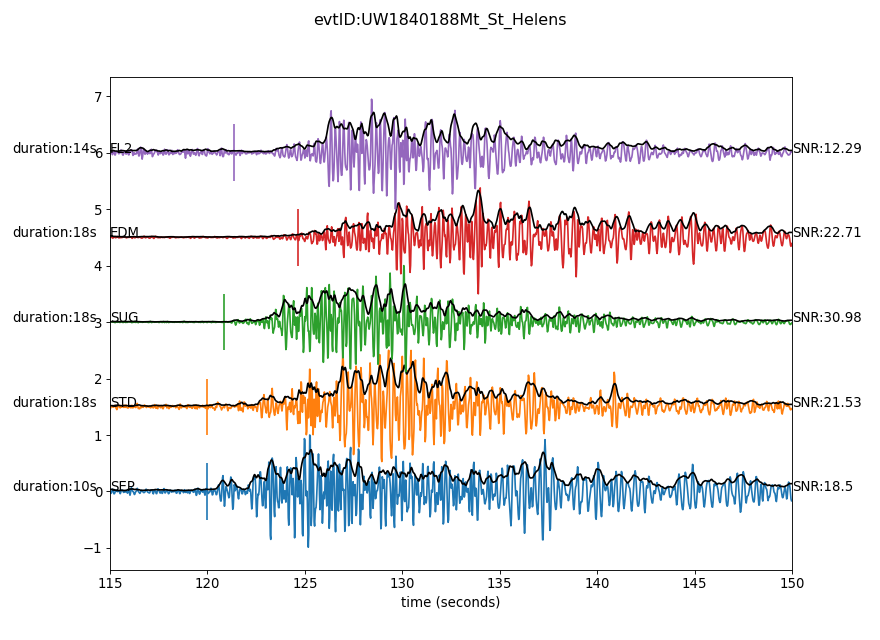 evtID:UW1840188Mt_St_Helens
7
duration:14s EL2 6 SNR:12.29
5
duration:18s EDM SNR:22.71
4
duration:18s SUG 3 SNR:30.98
2
duration:18s STD SNR:21.53
1
duration:10s SEP 0 SNR:18.5
−1
115 120 125 130 135 140 145 150
time (seconds)